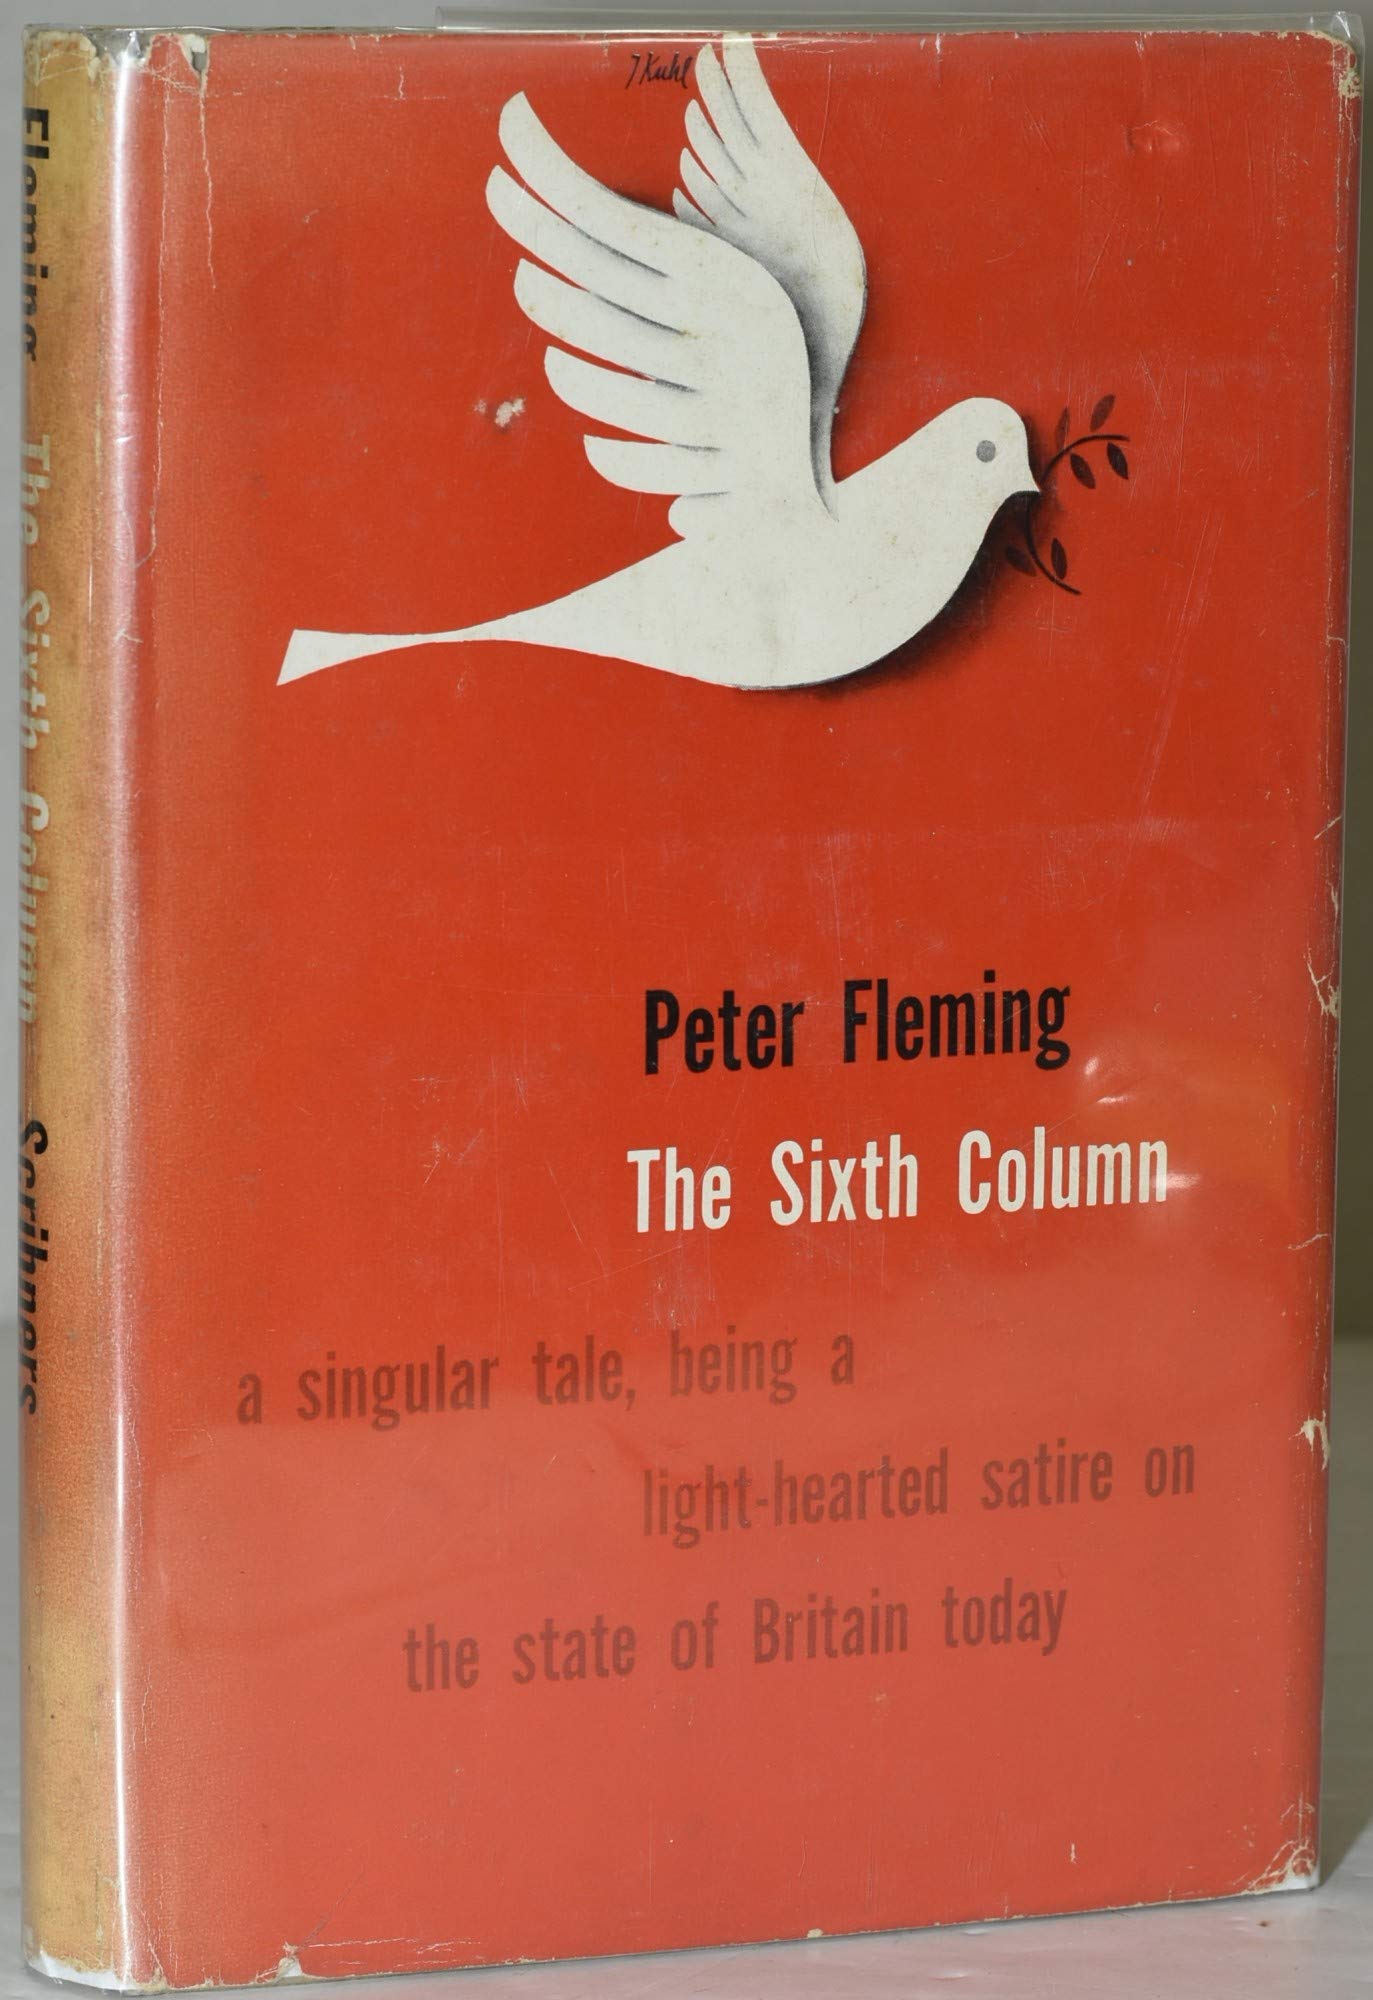 J Kuhl
Peter Fleming
The Sixth Column
a singular tale, being a
light-hearted satire on
the state of Britain today
Fleming The Sixth Column Scribners